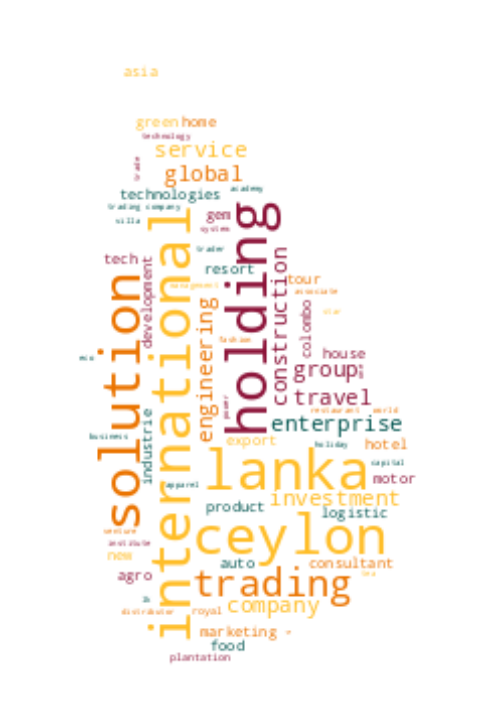 asia
green home
technology
trade
service
global
technologies
academy
trading company
villa
gem
system
international
holding
trader
tech
development
resort
management
construction
tour
associate
solution
engineering
colombo
star
fashion
eco
house
group
travel
power
restaurant world
enterprise
industrie
business
export
holiday
hotel
lanka
capital
motor
apparel
investment
product
logistic
venture
ceylon
institute
new
auto
consultant
agro
tea
trading
lk
company
distributor
royal
marketing
food
plantation